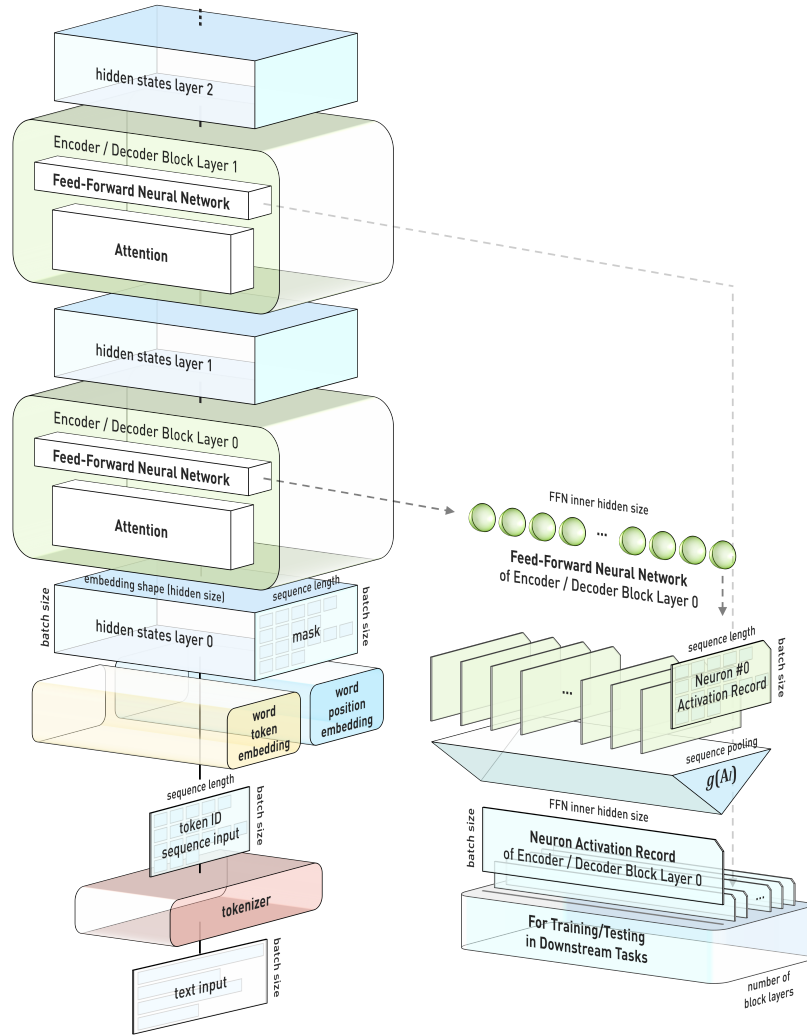 hidden states layer 2
Encoder / Decoder Block Layer 1
Feed-Forward Neural Network
Attention
hidden states layer 1
Encoder / Decoder Block Layer 0
Feed-Forward Neural Network
Attention
embedding shape (hidden size)
sequence length
batch size
hidden states layer 0
mask
batch size
word
token
embedding
word
position
embedding
sequence length
token ID
sequence input
batch size
tokenizer
text input
batch size
FFN inner hidden size
...
Feed-Forward Neural Network
of Encoder / Decoder Block Layer 0
sequence length
batch size
...
Neuron #0
Activation Record
sequence pooling
g(Al)
FFN inner hidden size
batch size
Neuron Activation Record
of Encoder / Decoder Block Layer 0
...
For Training/Testing
in Downstream Tasks
number of
block layers